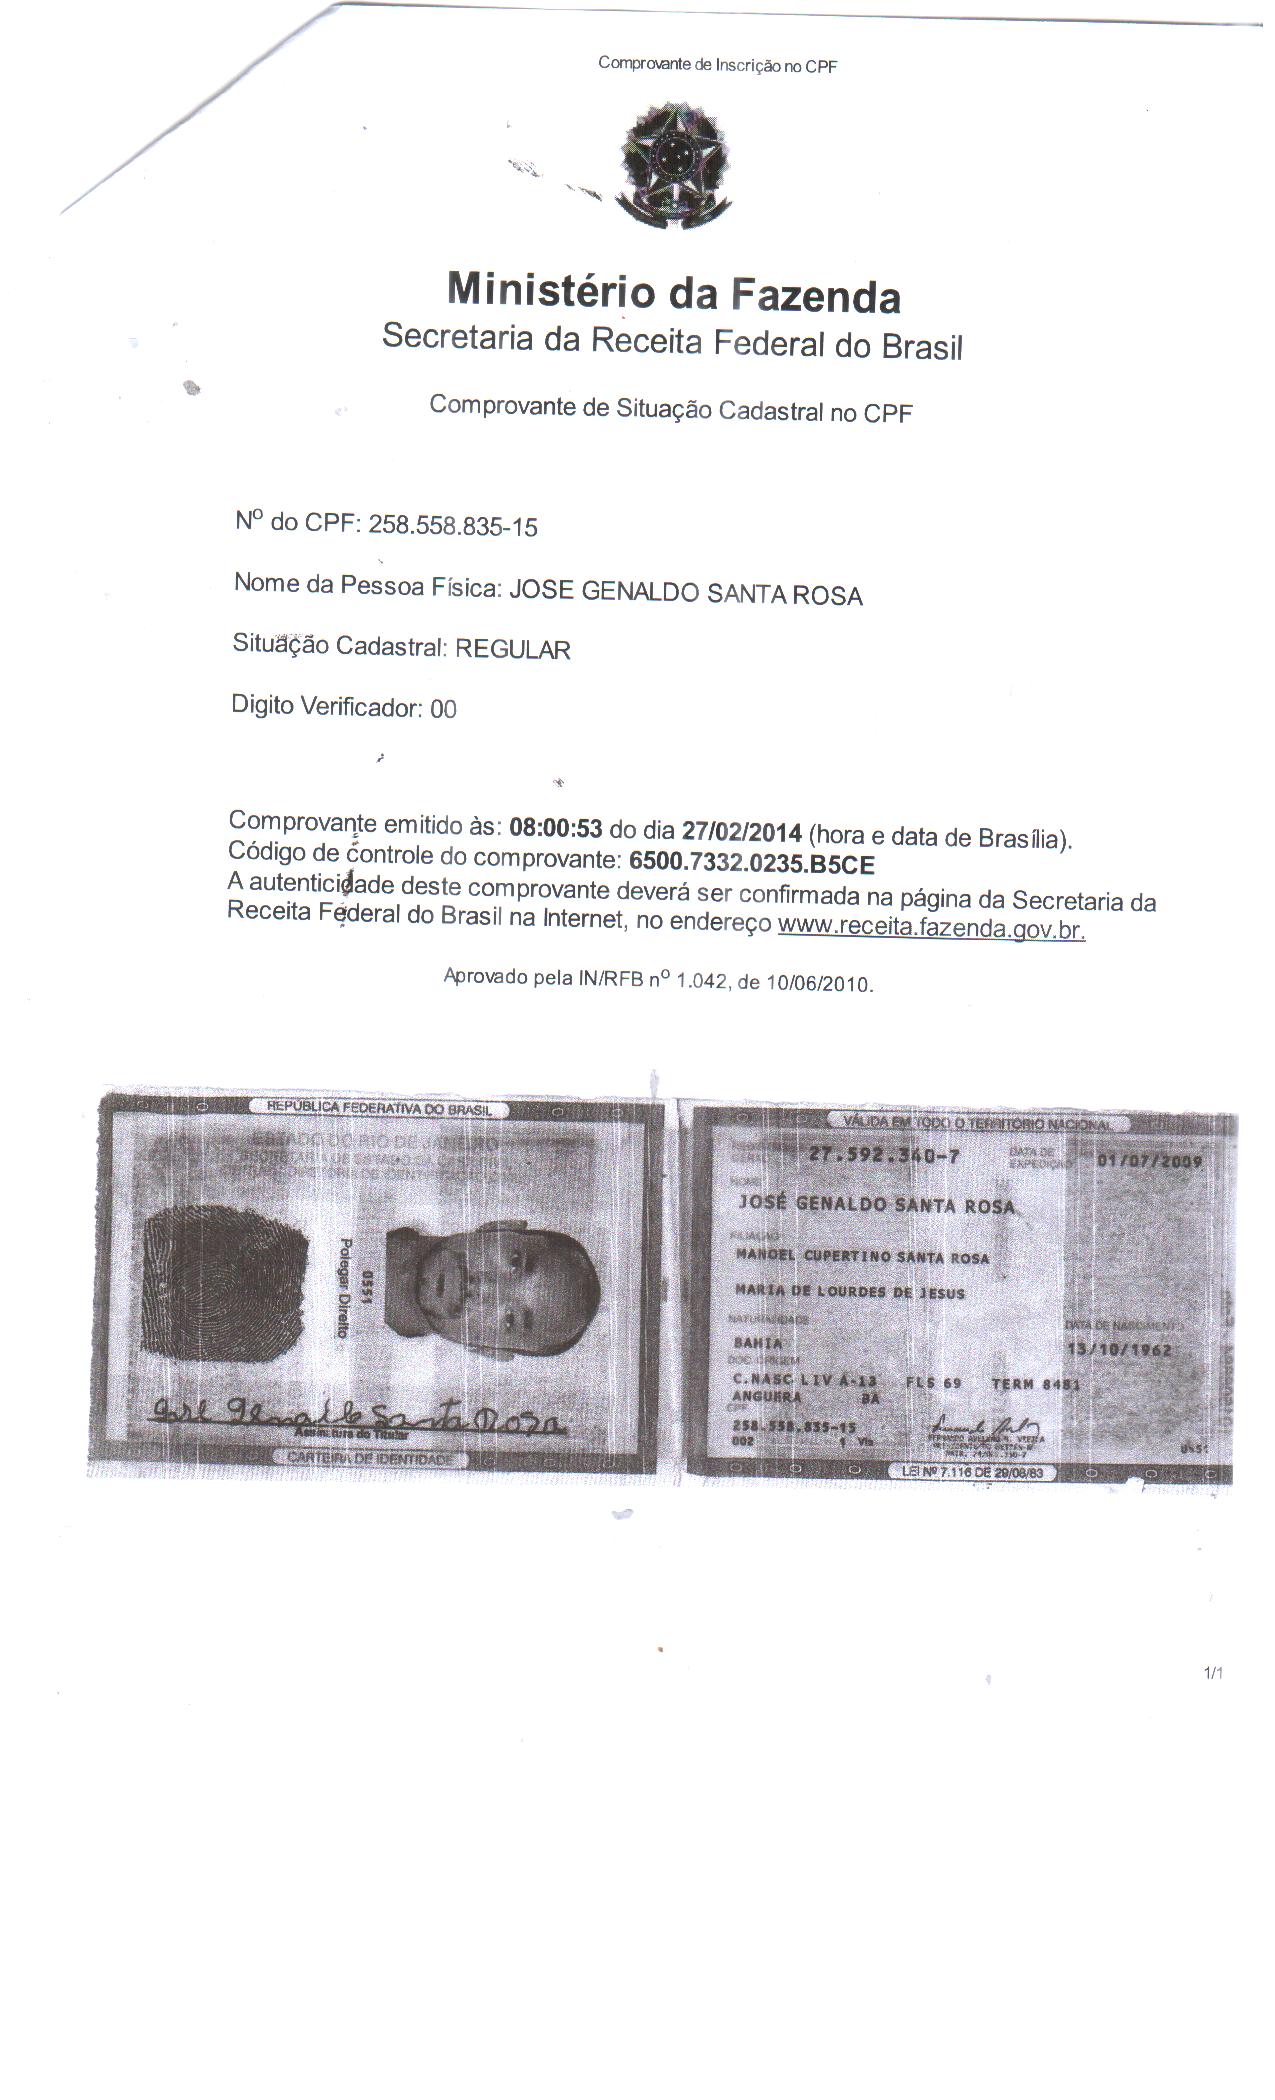 Comprovante de Inscrição no CPF
Ministério da Fazenda
Secretaria da Receita Federal do Brasil
Comprovante de Situação Cadastral no CPF
Nº do CPF: 258.558.835-15
Nome da Pessoa Física: JOSE GENALDO SANTA ROSA
Situação Cadastral: REGULAR
Digito Verificador: 00
Comprovante emitido às: 08:00:53 do dia 27/02/2014 (hora e data de Brasília).
Código de controle do comprovante: 6500.7332.0235.B5CE
A autenticidade deste comprovante deverá ser confirmada na página da Secretaria da
Receita Federal do Brasil na Internet, no endereço www.receita.fazenda.gov.br.
Aprovado pela IN/RFB nº 1.042, de 10/06/2010.
REPÚBLICA FEDERATIVA DO BRASIL
ESTADO DO RIO DE JANEIRO
Polegar Direito
0551
Genaldo Santa Rosa
Assinatura do Titular
CARTEIRA DE IDENTIDADE
VÁLIDA EM TODO O TERRITÓRIO NACIONAL
27.592.340-7
DATA DE EXPEDIÇÃO
01/07/2009
NOME
JOSÉ GENALDO SANTA ROSA
FILIAÇÃO
MANOEL CUPERTINO SANTA ROSA
MARIA DE LOURDES DE JESUS
NATURALIDADE
DATA DE NASCIMENTO
BAHIA
13/10/1962
DOC ORIGEM
C.NASC LIV A-13 FLS 69 TERM 8481
ANGUERA BA
CPF
258.558.835-15
002 1 Via
LEI Nº 7.116 DE 29/08/83
1/1